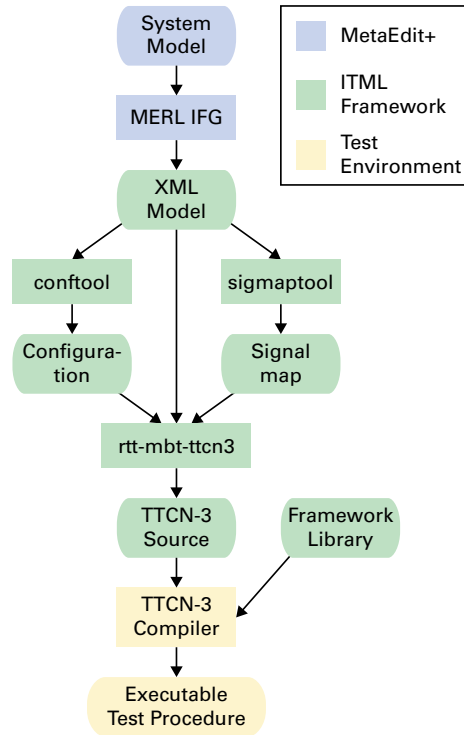 System
Model
MetaEdit+
ITML
Framework
Test
Environment
MERL IFG
XML
Model
conftool
sigmaptool
Configura-
tion
Signal
map
rtt-mbt-ttcn3
TTCN-3
Source
Framework
Library
TTCN-3
Compiler
Executable
Test Procedure